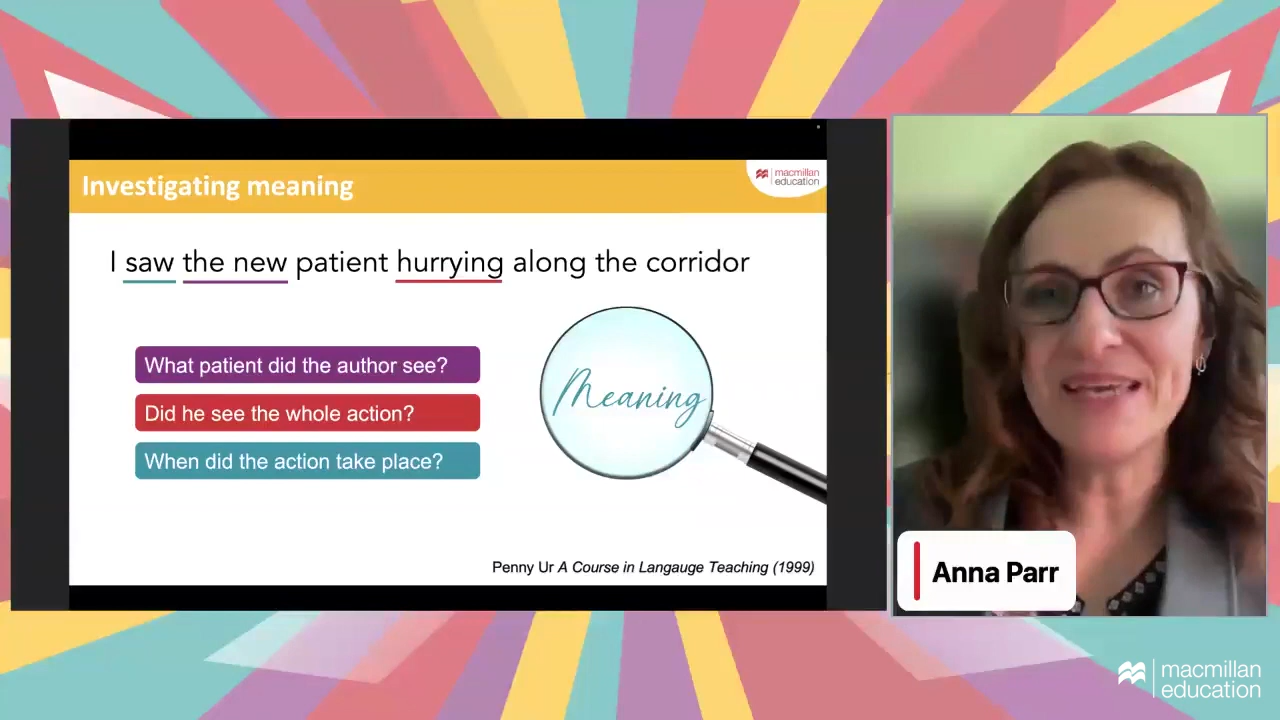 Investigating meaning
macmillan
education
I saw the new patient hurrying along the corridor
What patient did the author see?
Did he see the whole action?
When did the action take place?
Meaning
Penny Ur A Course in Langauge Teaching (1999)
Anna Parr
macmillan
education